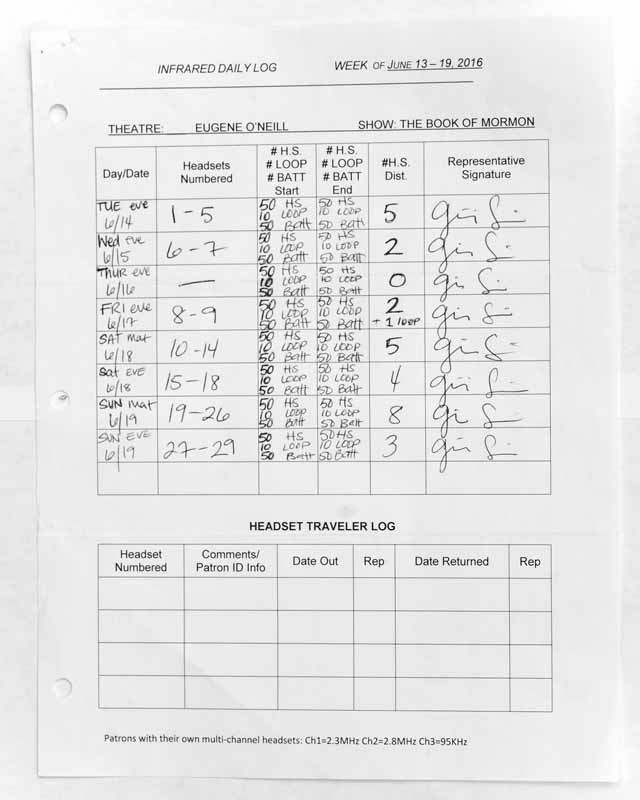 INFRARED DAILY LOG WEEK OF JUNE 13 – 19, 2016
THEATRE: EUGENE O'NEILL SHOW: THE BOOK OF MORMON
Day/Date
Headsets
Numbered
# H.S.
# LOOP
# BATT
Start
# H.S.
# LOOP
# BATT
End
#H.S.
Dist.
Representative
Signature
TUE eve
6/14
1-5
50 HS
10 LOOP
50 Batt
50 HS
10 LOOP
50 Batt
5
Wed eve
6/15
6-7
50 HS
10 LOOP
50 Batt
50 HS
10 LOOP
50 Batt
2
THUR eve
6/16
—
50 HS
10 LOOP
50 Batt
50 HS
10 LOOP
50 Batt
0
FRI eve
6/17
8-9
50 HS
10 LOOP
50 Batt
50 HS
10 LOOP
50 Batt
2
+ 1 loop
SAT mat
6/18
10-14
50 HS
10 LOOP
50 Batt
50 HS
10 LOOP
50 Batt
5
Sat EVE
6/18
15-18
50 HS
10 LOOP
50 Batt
50 HS
10 LOOP
50 Batt
4
SUN mat
6/19
19-26
50 HS
10 LOOP
50 Batt
50 HS
10 LOOP
50 Batt
8
SUN EVE
6/19
27-29
50 HS
10 LOOP
50 Batt
50 HS
10 LOOP
50 Batt
3
HEADSET TRAVELER LOG
Headset
Numbered
Comments/
Patron ID Info
Date Out
Rep
Date Returned
Rep
Patrons with their own multi-channel headsets: Ch1=2.3MHz Ch2=2.8MHz Ch3=95KHz